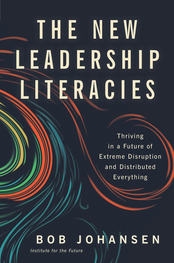 THE NEW
LEADERSHIP
LITERACIES
Thriving
in a Future of
Extreme Disruption
and Distributed
Everything
BOB JOHANSEN
Institute for the Future